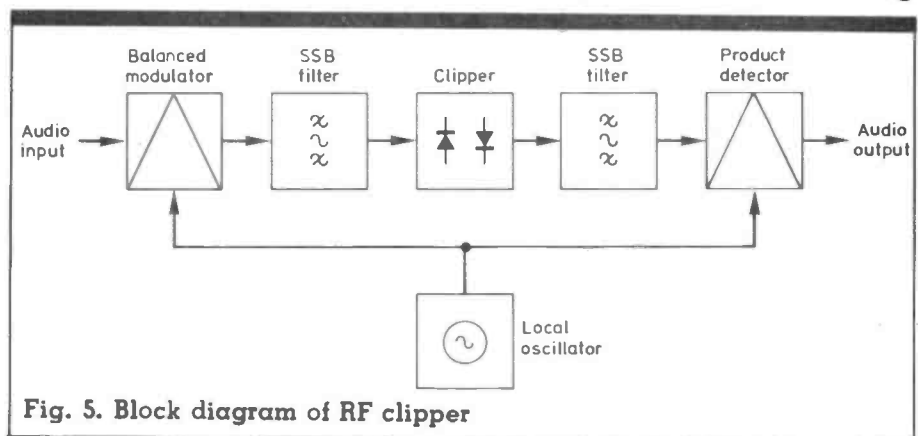 Balanced
modulator
SSB
filter
Clipper
SSB
filter
Product
detector
Audio
input
Audio
output
Local
oscillator
Fig. 5. Block diagram of RF clipper